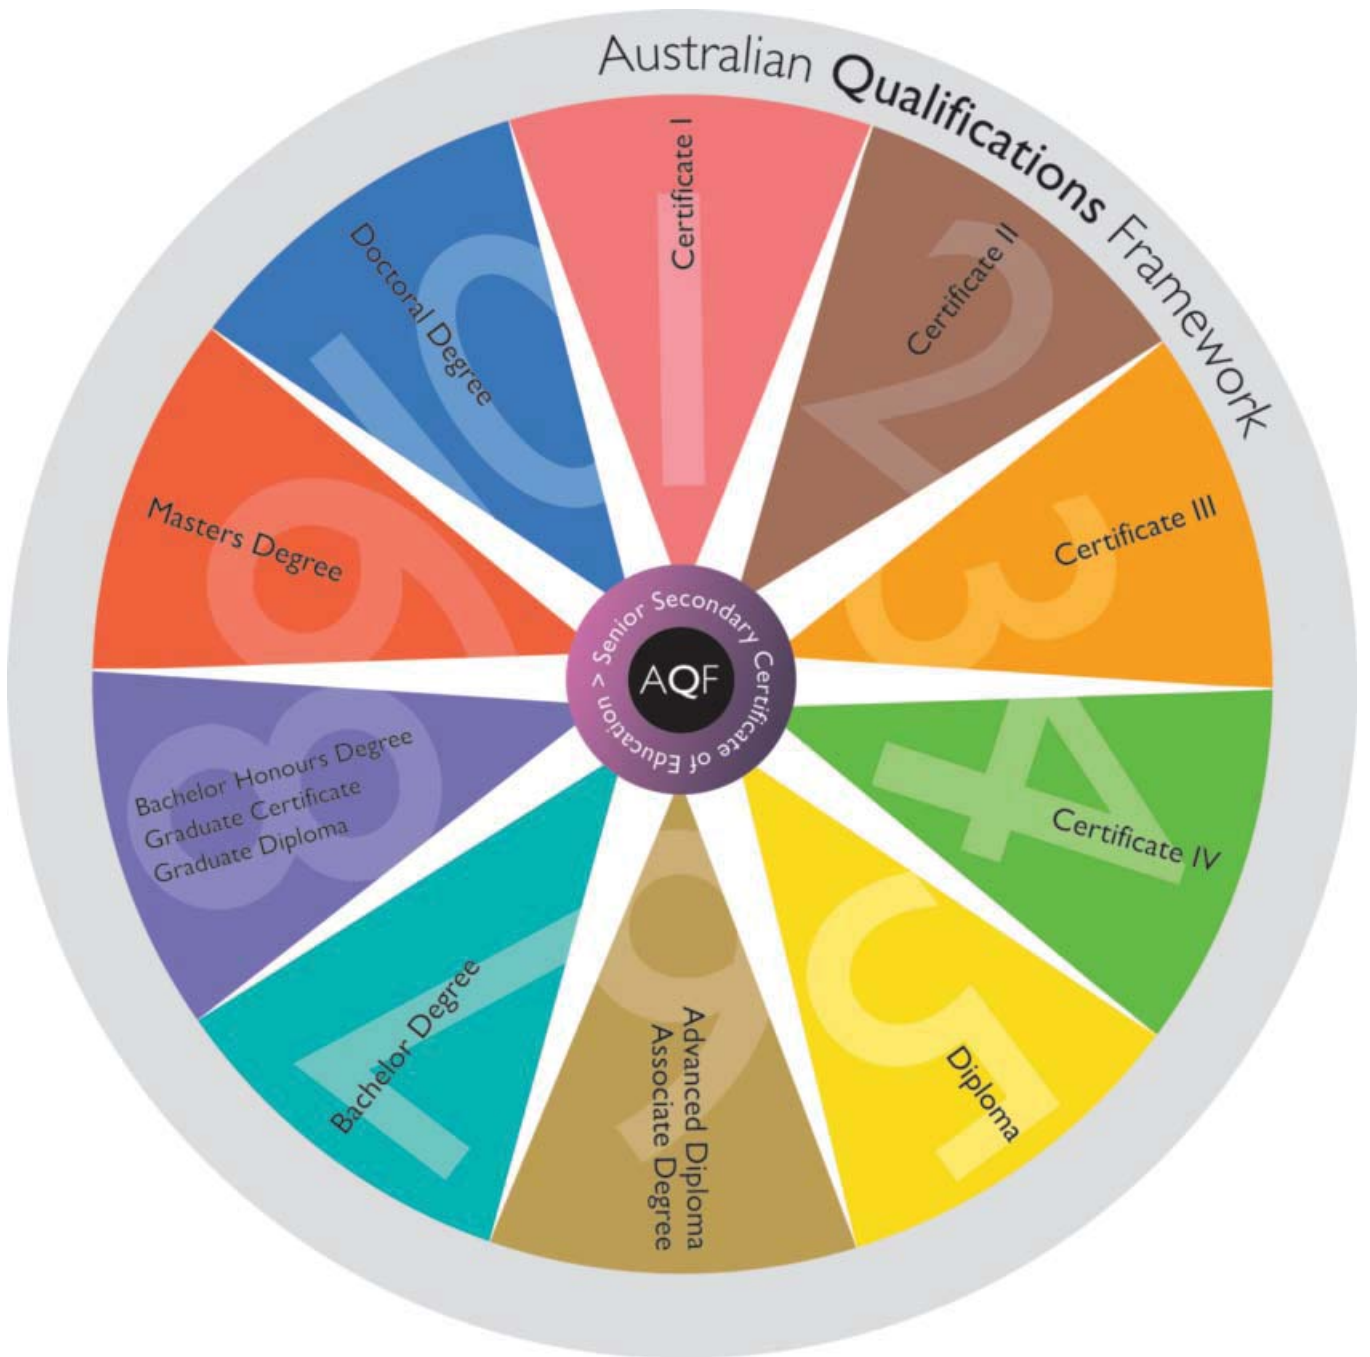 Australian Qualifications Framework
1
Certificate I
2
Certificate II
3
Certificate III
4
Certificate IV
5
Diploma
6
Advanced Diploma
Associate Degree
7
Bachelor Degree
8
Bachelor Honours Degree
Graduate Certificate
Graduate Diploma
9
Masters Degree
10
Doctoral Degree
Senior Secondary Certificate of Education >
AQF